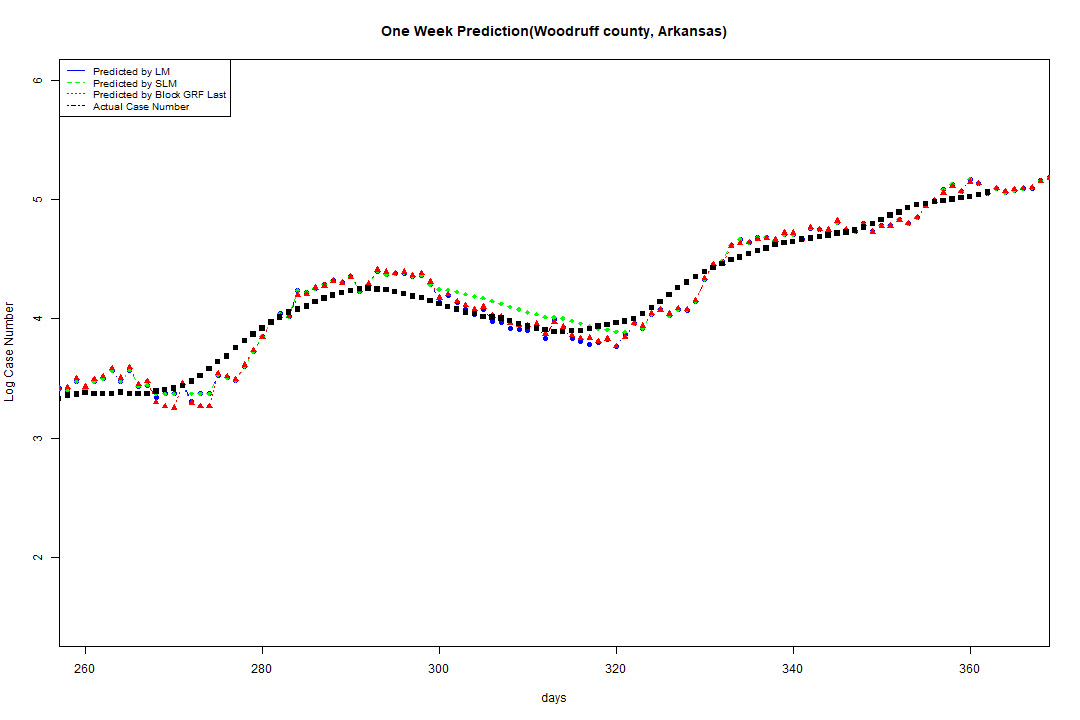 One Week Prediction(Woodruff county, Arkansas)
Predicted by LM
Predicted by SLM
Predicted by Block GRF Last
Actual Case Number
6
5
4
3
2
Log Case Number
260 280 300 320 340 360
days